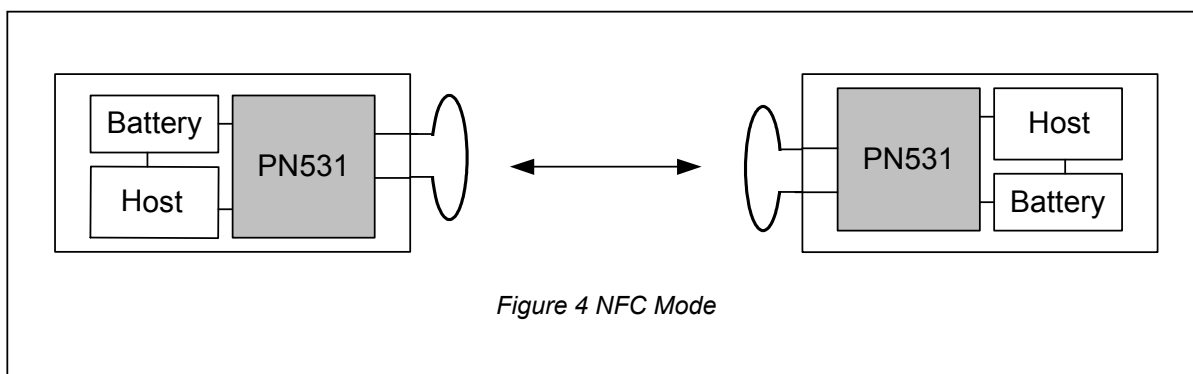 Battery
PN531
Host
Host
PN531
Battery
Figure 4 NFC Mode